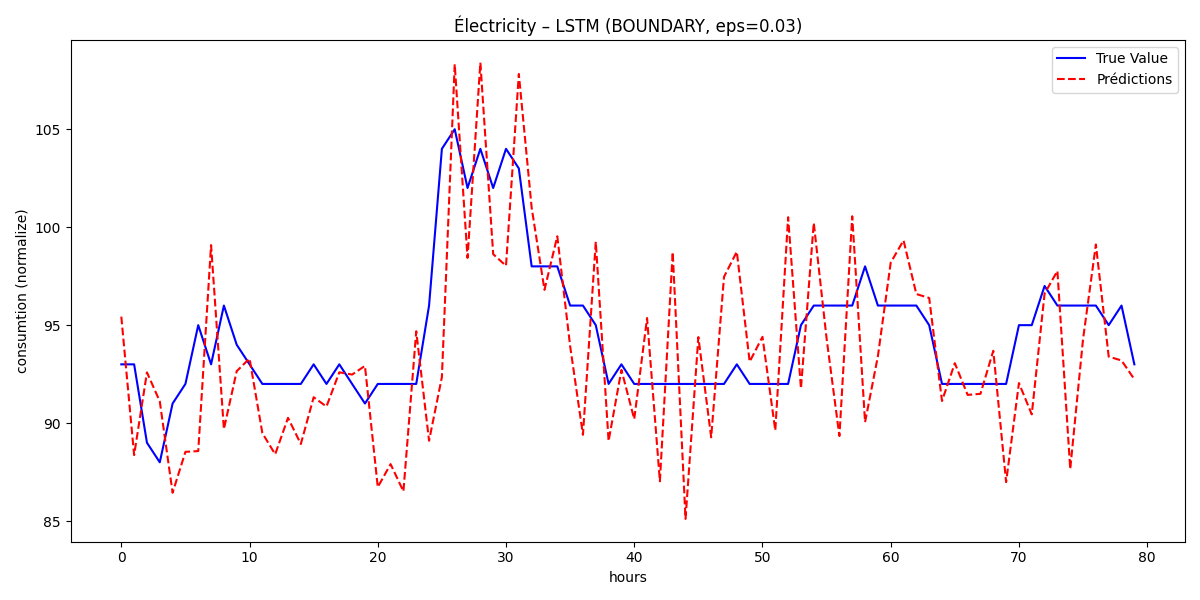 Électricity – LSTM (BOUNDARY, eps=0.03)
True Value
Prédictions
consumtion (normalize)
105
100
95
90
85
0 10 20 30 40 50 60 70 80
hours